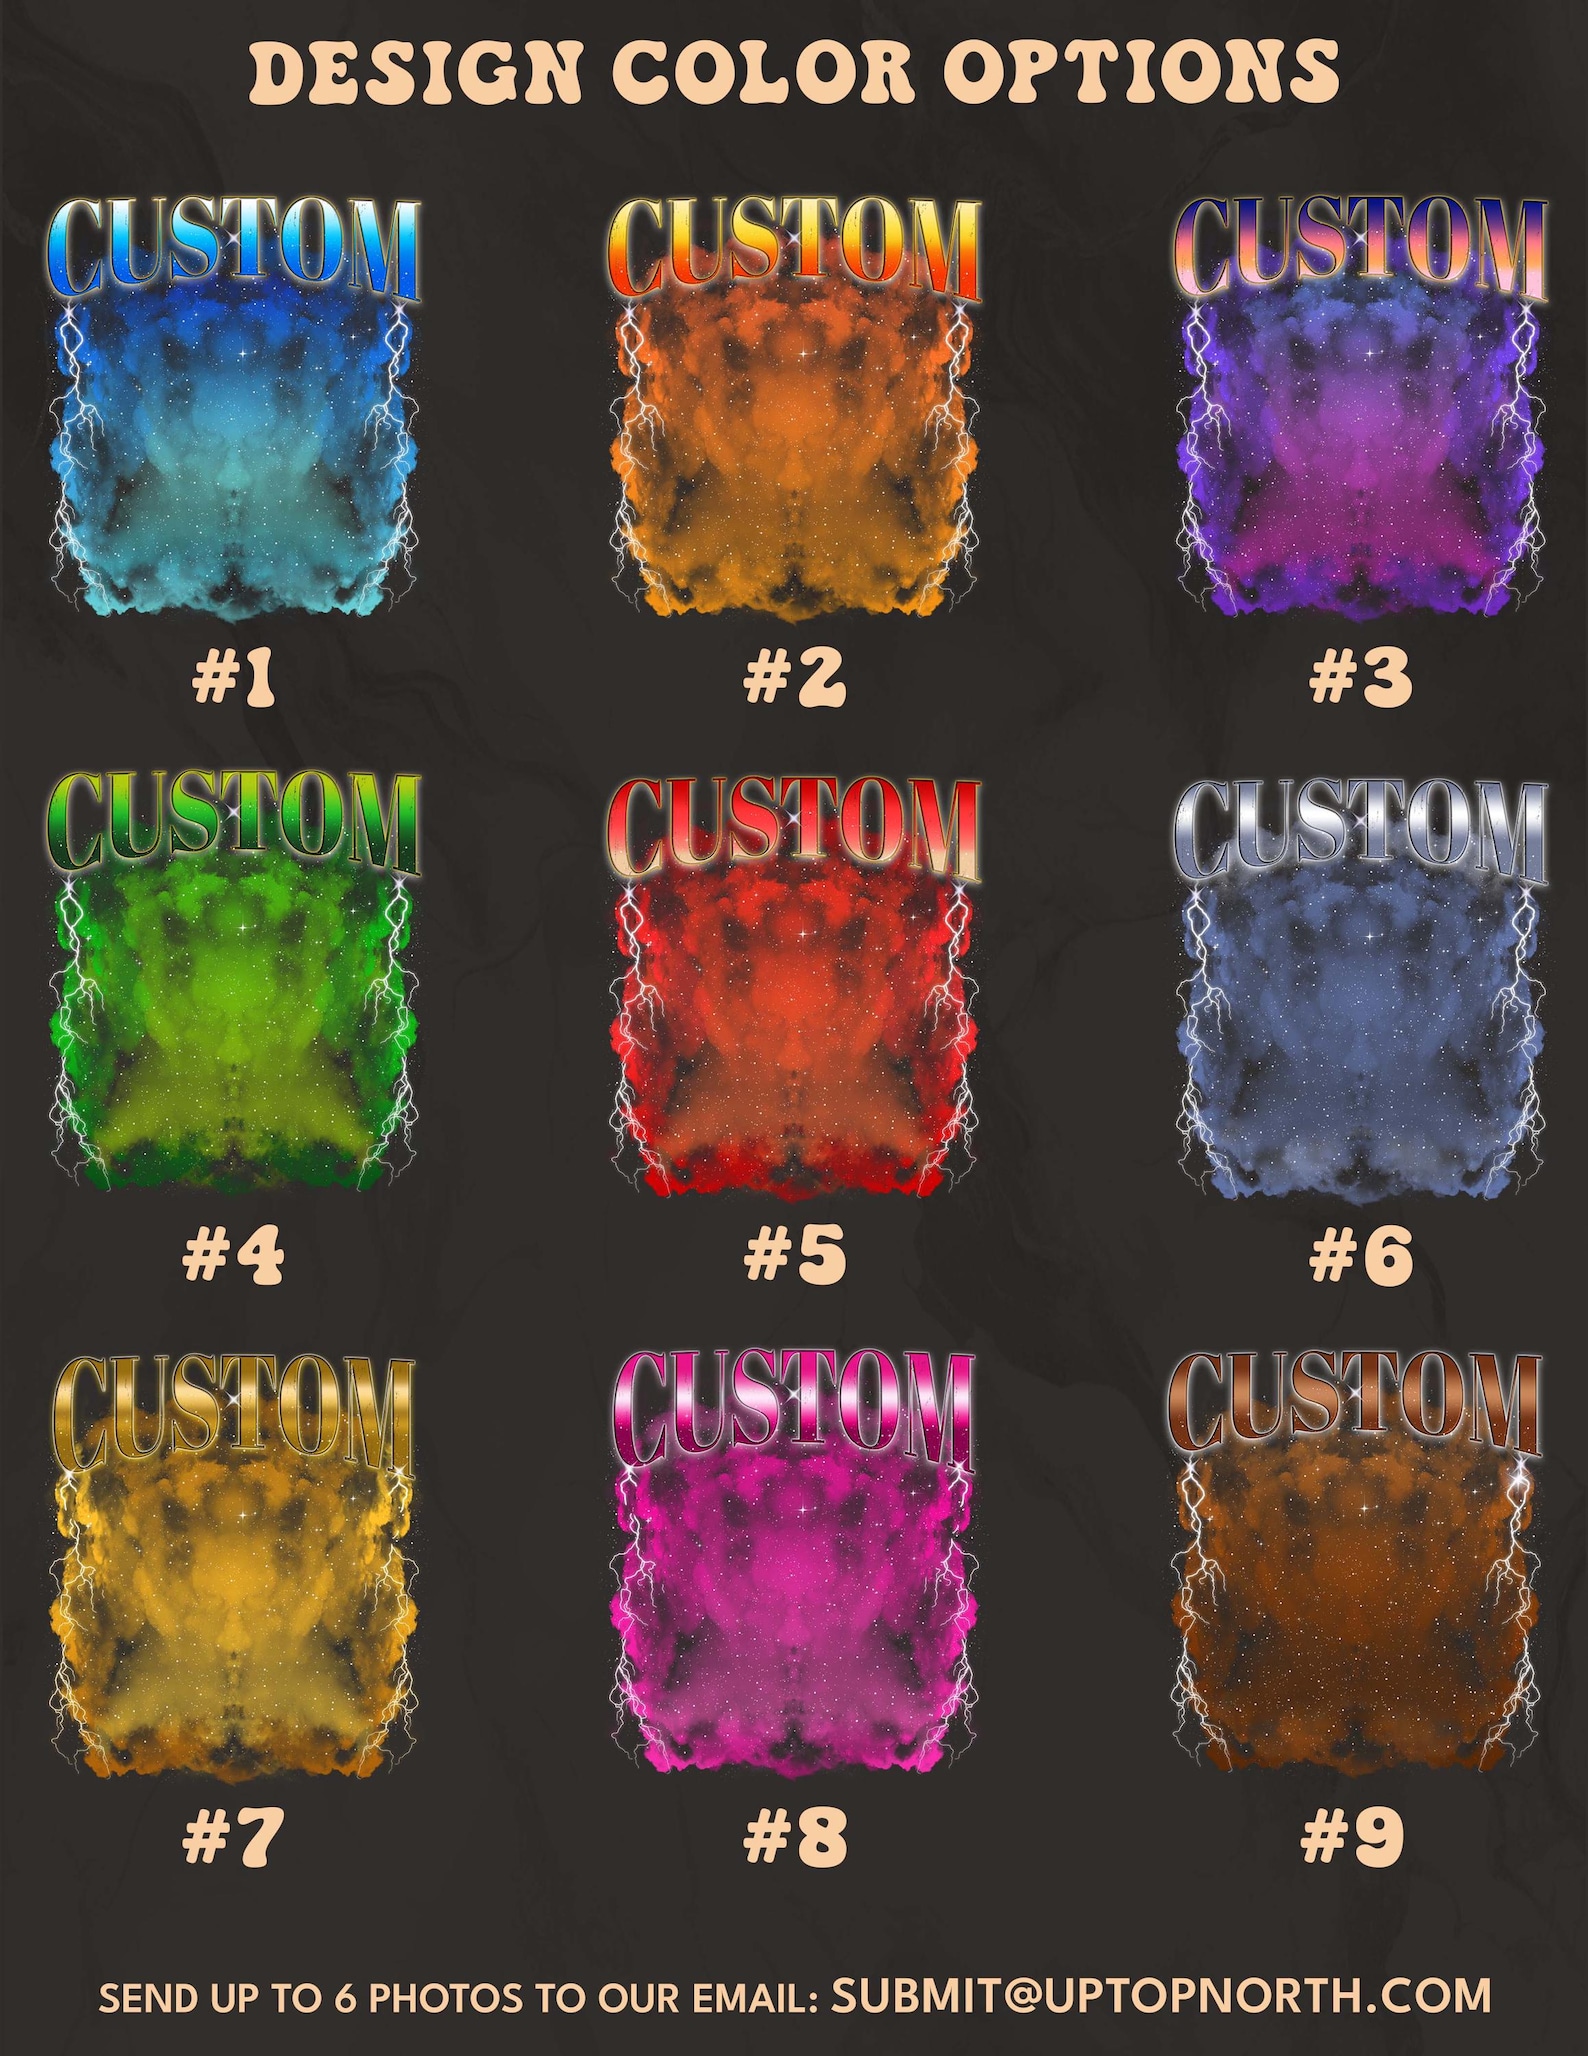 DESIGN COLOR OPTIONS
CUSTOM
CUSTOM
CUSTOM
#1
#2
#3
CUSTOM
CUSTOM
CUSTOM
#4
#5
#6
CUSTOM
CUSTOM
CUSTOM
#7
#8
#9
SEND UP TO 6 PHOTOS TO OUR EMAIL: SUBMIT@UPTOPNORTH.COM